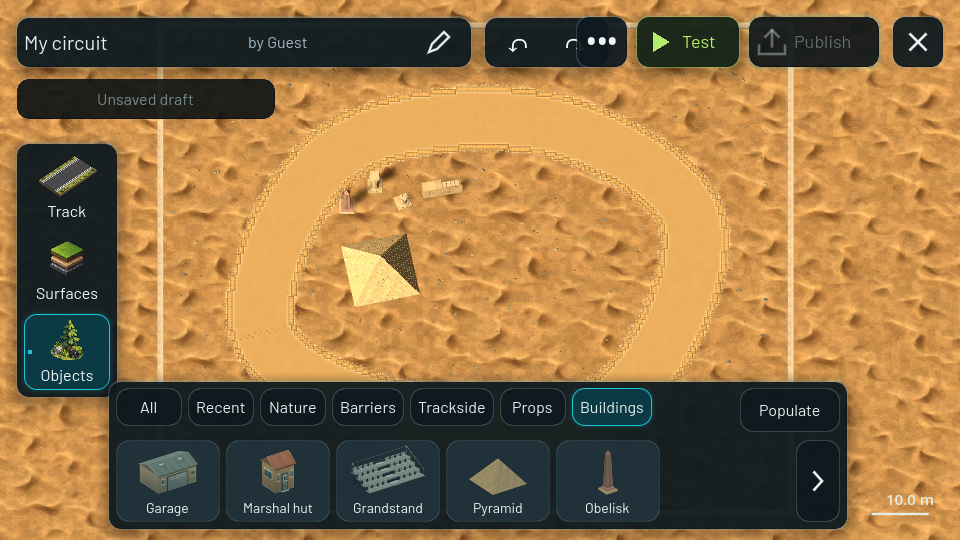 My circuit
by Guest
Test
Publish
Unsaved draft
Track
Surfaces
Objects
All
Recent
Nature
Barriers
Trackside
Props
Buildings
Populate
Garage
Marshal hut
Grandstand
Pyramid
Obelisk
10.0 m